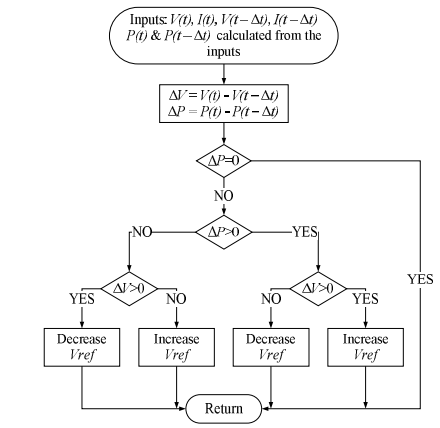 Inputs: V(t), I(t), V(t−Δt), I(t−Δt)
P(t) & P(t−Δt) calculated from the
inputs
ΔV = V(t) - V(t−Δt)
ΔP = P(t) - P(t−Δt)
ΔP=0
NO
NO
ΔP>0
YES
YES
YES
ΔV>0
NO
NO
ΔV>0
YES
Decrease
Vref
Increase
Vref
Decrease
Vref
Increase
Vref
Return